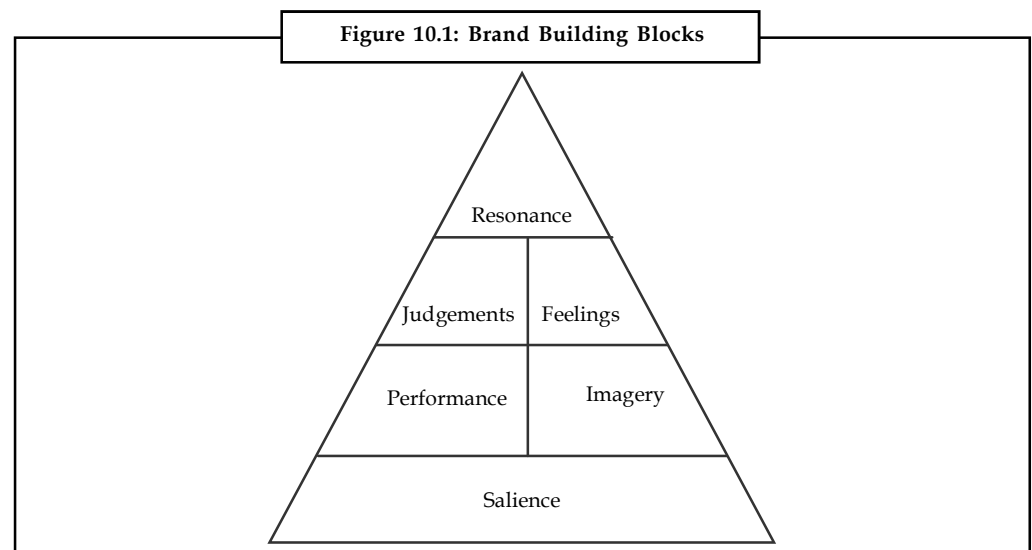 Figure 10.1: Brand Building Blocks
Resonance
Judgements Feelings
Performance Imagery
Salience